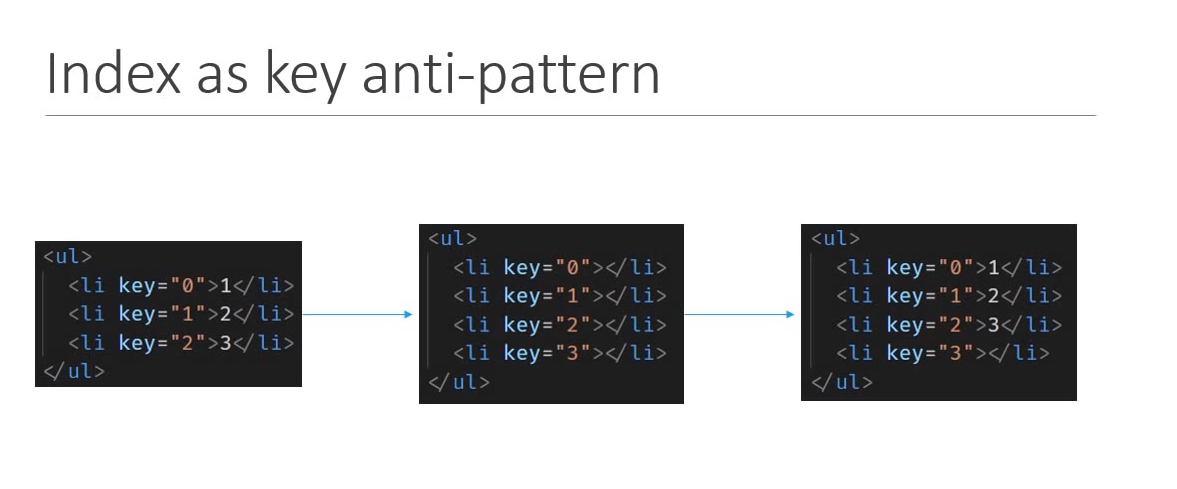 Index as key anti-pattern
<ul>
<li key="0">1</li>
<li key="1">2</li>
<li key="2">3</li>
</ul>
<ul>
<li key="0"></li>
<li key="1"></li>
<li key="2"></li>
<li key="3"></li>
</ul>
<ul>
<li key="0">1</li>
<li key="1">2</li>
<li key="2">3</li>
<li key="3"></li>
</ul>